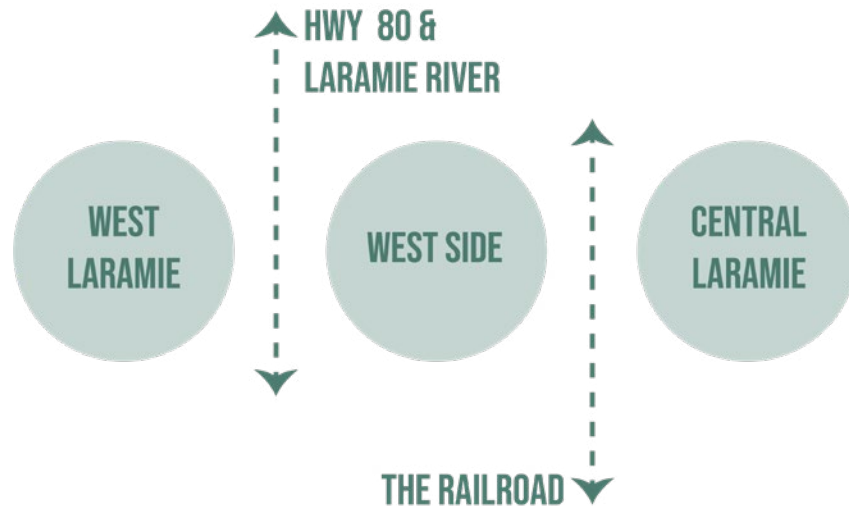 HWY 80 &
LARAMIE RIVER
WEST
LARAMIE
WEST SIDE
CENTRAL
LARAMIE
THE RAILROAD